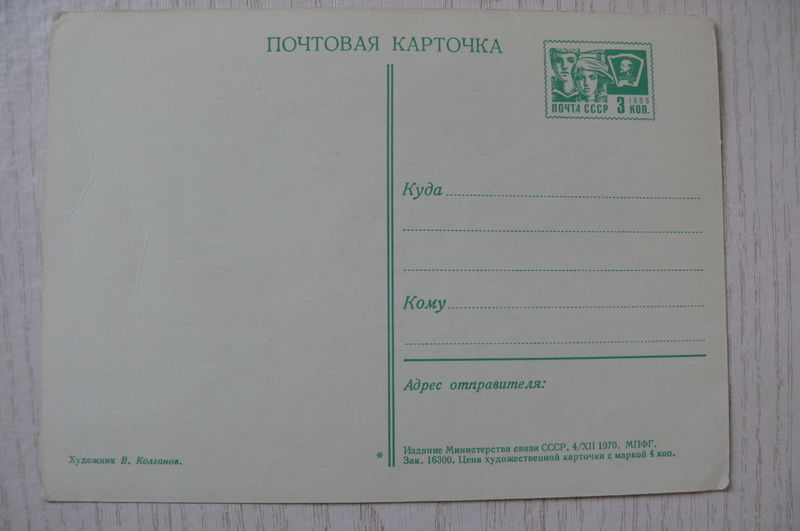 ПОЧТОВАЯ КАРТОЧКА
1966
ПОЧТА СССР 3 КОП.
Куда
Кому
Адрес отправителя:
Художник В. Колганов.
*
Издание Министерства связи СССР. 4/XII 1970. МПФГ.
Зак. 16300. Цена художественной карточки с маркой 4 коп.